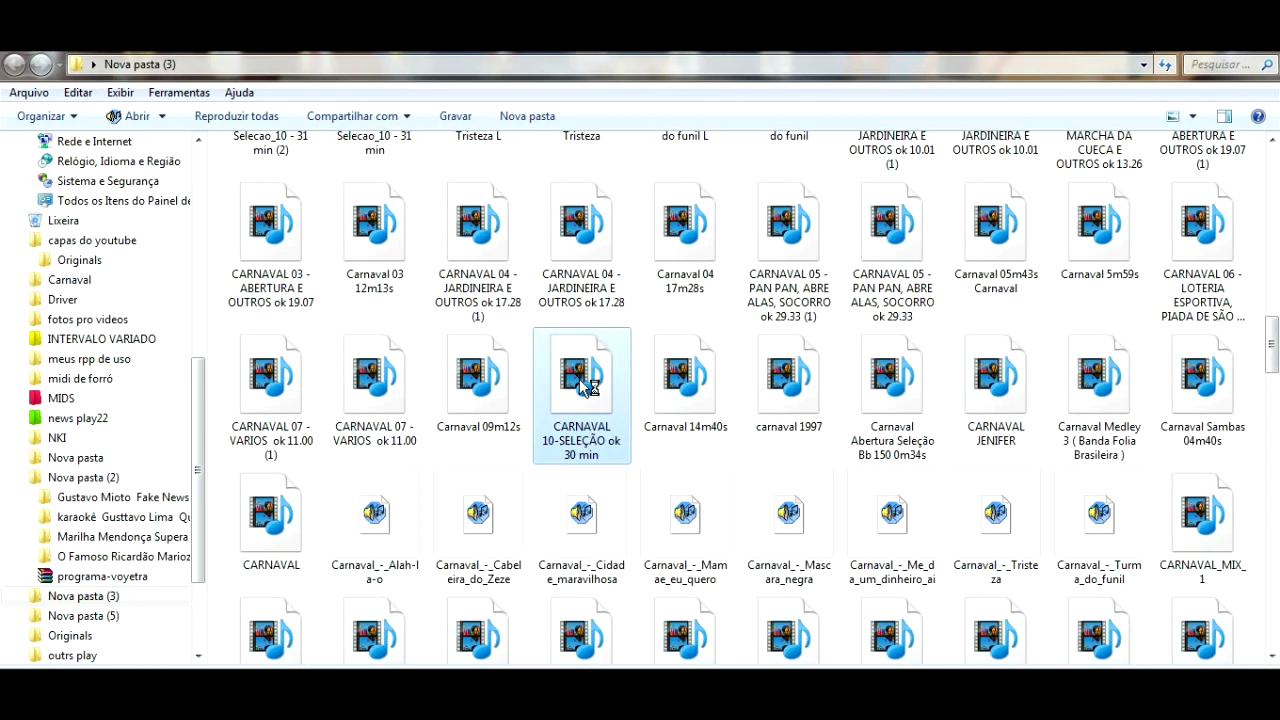 Nova pasta (3)
Pesquisar ...
Arquivo Editar Exibir Ferramentas Ajuda
Organizar Abrir Reproduzir todas Compartilhar com Gravar Nova pasta
Rede e Internet
Relógio, Idioma e Região
Sistema e Segurança
Todos os Itens do Painel de
Lixeira
capas do youtube
Originals
Carnaval
Driver
fotos pro videos
INTERVALO VARIADO
meus rpp de uso
midi de forró
MIDS
news play22
NKI
Nova pasta
Nova pasta (2)
Gustavo Mioto Fake News
karaokê Gusttavo Lima Qu
Marilha Mendonça Supera
O Famoso Ricardão Marioz
programa-voyetra
Nova pasta (3)
Nova pasta (5)
Originals
outrs play
Selecao_10 - 31
min (2)
Selecao_10 - 31
min
Tristeza L
Tristeza
do funil L
do funil
JARDINEIRA E
OUTROS ok 10.01
(1)
JARDINEIRA E
OUTROS ok 10.01
MARCHA DA
CUECA E
OUTROS ok 13.26
ABERTURA E
OUTROS ok 19.07
(1)
CARNAVAL 03 -
ABERTURA E
OUTROS ok 19.07
Carnaval 03
12m13s
CARNAVAL 04 -
JARDINEIRA E
OUTROS ok 17.28
(1)
CARNAVAL 04 -
JARDINEIRA E
OUTROS ok 17.28
Carnaval 04
17m28s
CARNAVAL 05 -
PAN PAN, ABRE
ALAS, SOCORRO
ok 29.33 (1)
CARNAVAL 05 -
PAN PAN, ABRE
ALAS, SOCORRO
ok 29.33
Carnaval 05m43s
Carnaval
Carnaval 5m59s
CARNAVAL 06 -
LOTERIA
ESPORTIVA,
PIADA DE SÃO ...
CARNAVAL 07 -
VARIOS ok 11.00
(1)
CARNAVAL 07 -
VARIOS ok 11.00
Carnaval 09m12s
CARNAVAL
10-SELEÇÃO ok
30 min
Carnaval 14m40s
carnaval 1997
Carnaval
Abertura Seleção
Bb 150 0m34s
CARNAVAL
JENIFER
Carnaval Medley
3 ( Banda Folia
Brasileira )
Carnaval Sambas
04m40s
CARNAVAL
Carnaval_-_Alah-l
a-o
Carnaval_-_Cabel
eira_do_Zeze
Carnaval_-_Cidad
e_maravilhosa
Carnaval_-_Mam
ae_eu_quero
Carnaval_-_Masc
ara_negra
Carnaval_-_Me_d
a_um_dinheiro_ai
Carnaval_-_Triste
za
Carnaval_-_Turm
a_do_funil
CARNAVAL_MIX_
1